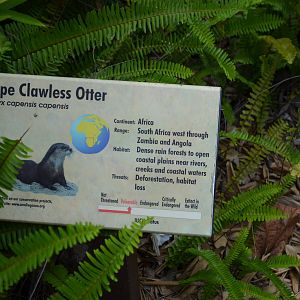 pe Clawless Otter
x capensis capensis
Continent: Africa
Range: South Africa west through
Zambia and Angola
Habitat: Dense rain forests to open
coastal plains near rivers,
creeks and coastal waters
Threats: Deforestation, habitat
loss
Not Threatened Vulnerable Endangered Critically Endangered Extinct in the Wild